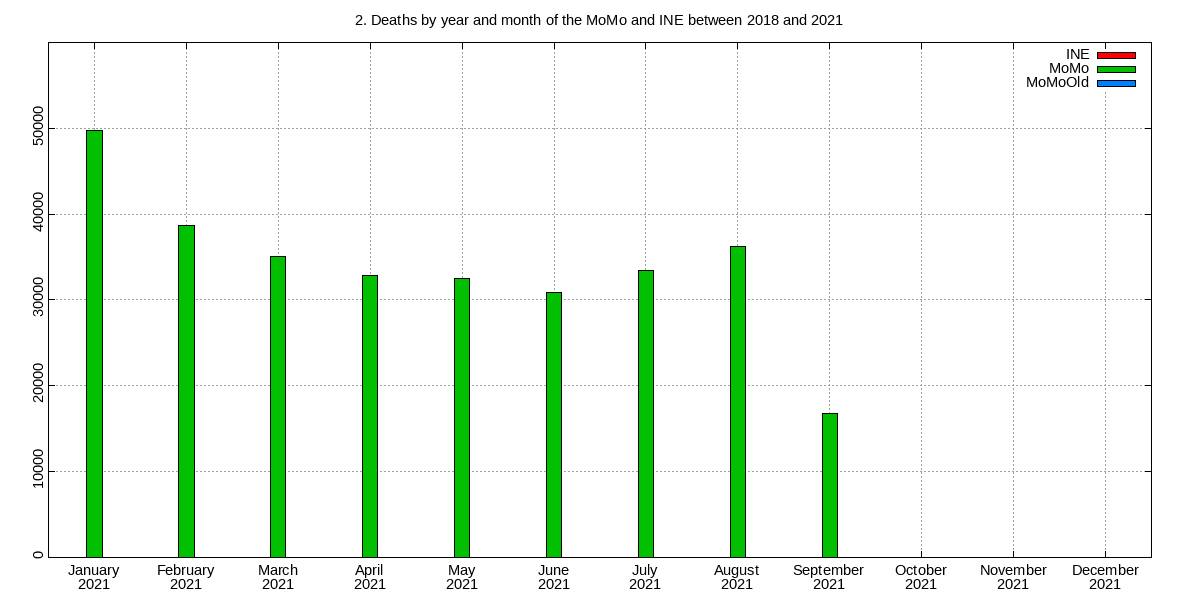 2. Deaths by year and month of the MoMo and INE between 2018 and 2021
INE
MoMo
MoMoOld
50000
40000
30000
20000
10000
0
January February March April May June July August September October November December
2021 2021 2021 2021 2021 2021 2021 2021 2021 2021 2021 2021